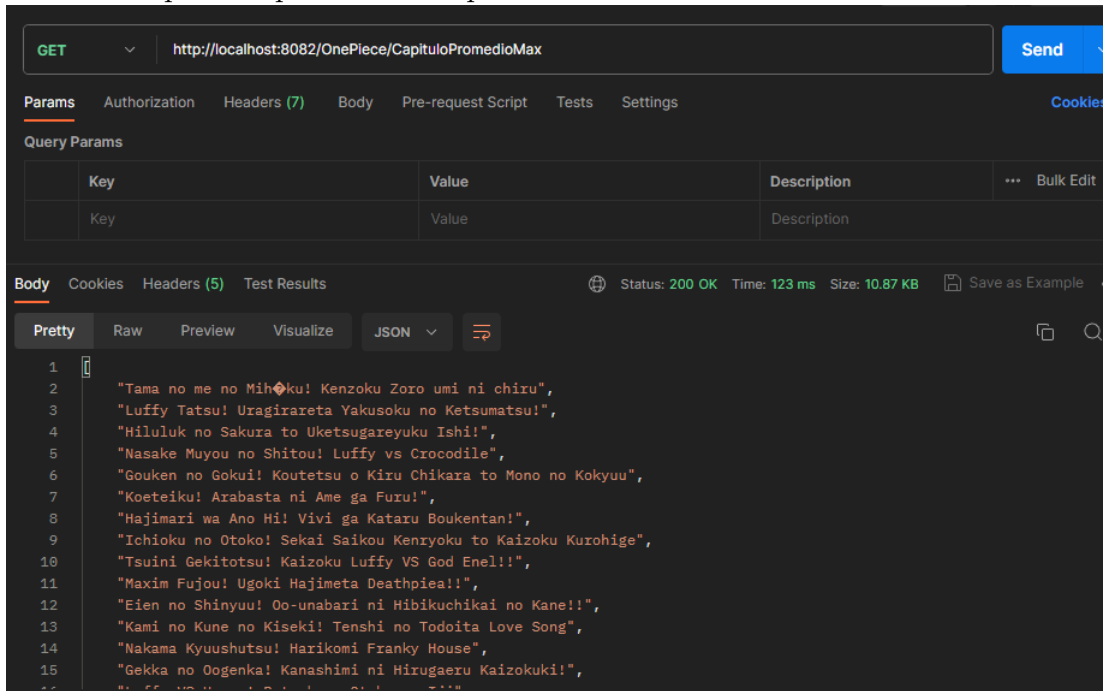 GET http://localhost:8082/OnePiece/CapituloPromedioMax Send
Params Authorization Headers (7) Body Pre-request Script Tests Settings Cookies
Query Params
Key Value Description ••• Bulk Edit
Key Value Description
Body Cookies Headers (5) Test Results Status: 200 OK Time: 123 ms Size: 10.87 KB Save as Example
Pretty Raw Preview Visualize JSON
1 [
2 "Tama no me no Mih�ku! Kenzoku Zoro umi ni chiru",
3 "Luffy Tatsu! Uragirareta Yakusoku no Ketsumatsu!",
4 "Hiluluk no Sakura to Uketsugareyuku Ishi!",
5 "Nasake Muyou no Shitou! Luffy vs Crocodile",
6 "Gouken no Gokui! Koutetsu o Kiru Chikara to Mono no Kokyuu",
7 "Koeteiku! Arabasta ni Ame ga Furu!",
8 "Hajimari wa Ano Hi! Vivi ga Kataru Boukentan!",
9 "Ichioku no Otoko! Sekai Saikou Kenryoku to Kaizoku Kurohige",
10 "Tsuini Gekitotsu! Kaizoku Luffy VS God Enel!!",
11 "Maxim Fujou! Ugoki Hajimeta Deathpiea!!",
12 "Eien no Shinyuu! Oo-unabari ni Hibikuchikai no Kane!!",
13 "Kami no Kune no Kiseki! Tenshi no Todoita Love Song",
14 "Nakama Kyuushutsu! Harikomi Franky House",
15 "Gekka no Oogenka! Kanashimi ni Hirugaeru Kaizokuki!",